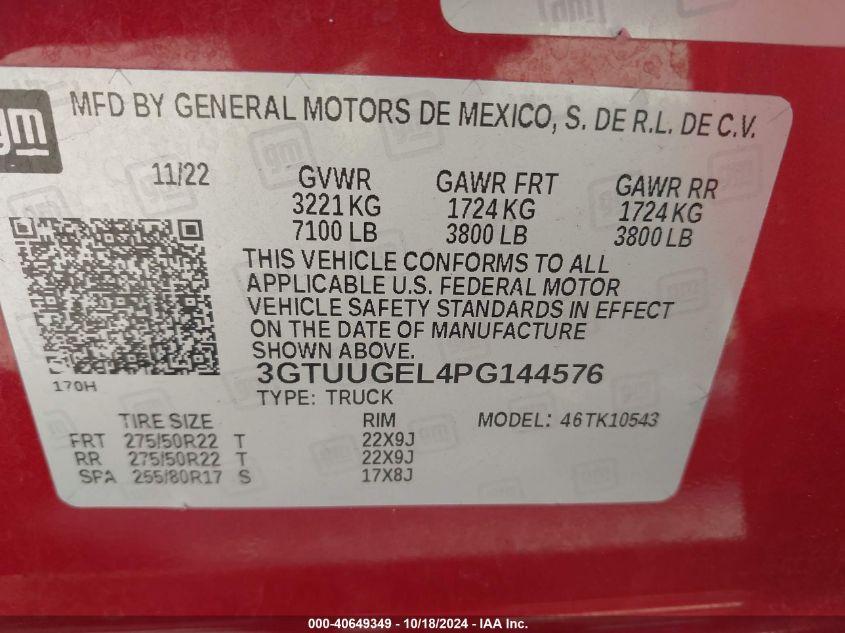 gm
MFD BY GENERAL MOTORS DE MEXICO, S. DE R.L. DE C.V.
11/22 GVWR GAWR FRT GAWR RR
3221 KG 1724 KG 1724 KG
7100 LB 3800 LB 3800 LB
THIS VEHICLE CONFORMS TO ALL
APPLICABLE U.S. FEDERAL MOTOR
VEHICLE SAFETY STANDARDS IN EFFECT
ON THE DATE OF MANUFACTURE
SHOWN ABOVE.
170H
3GTUUGEL4PG144576
TYPE: TRUCK
TIRE SIZE RIM MODEL: 46TK10543
FRT 275/50R22 T 22X9J
RR 275/50R22 T 22X9J
SPA 255/80R17 S 17X8J
000-40649349 - 10/18/2024 - IAA Inc.